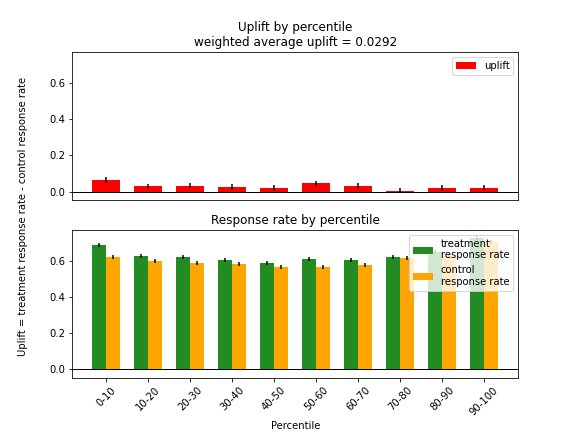 Uplift by percentile
weighted average uplift = 0.0292
uplift
0.6
0.4
0.2
0.0
Uplift = treatment response rate - control response rate
Response rate by percentile
treatment
response rate
control
response rate
0.6
0.4
0.2
0.0
0-10
10-20
20-30
30-40
40-50
50-60
60-70
70-80
80-90
90-100
Percentile